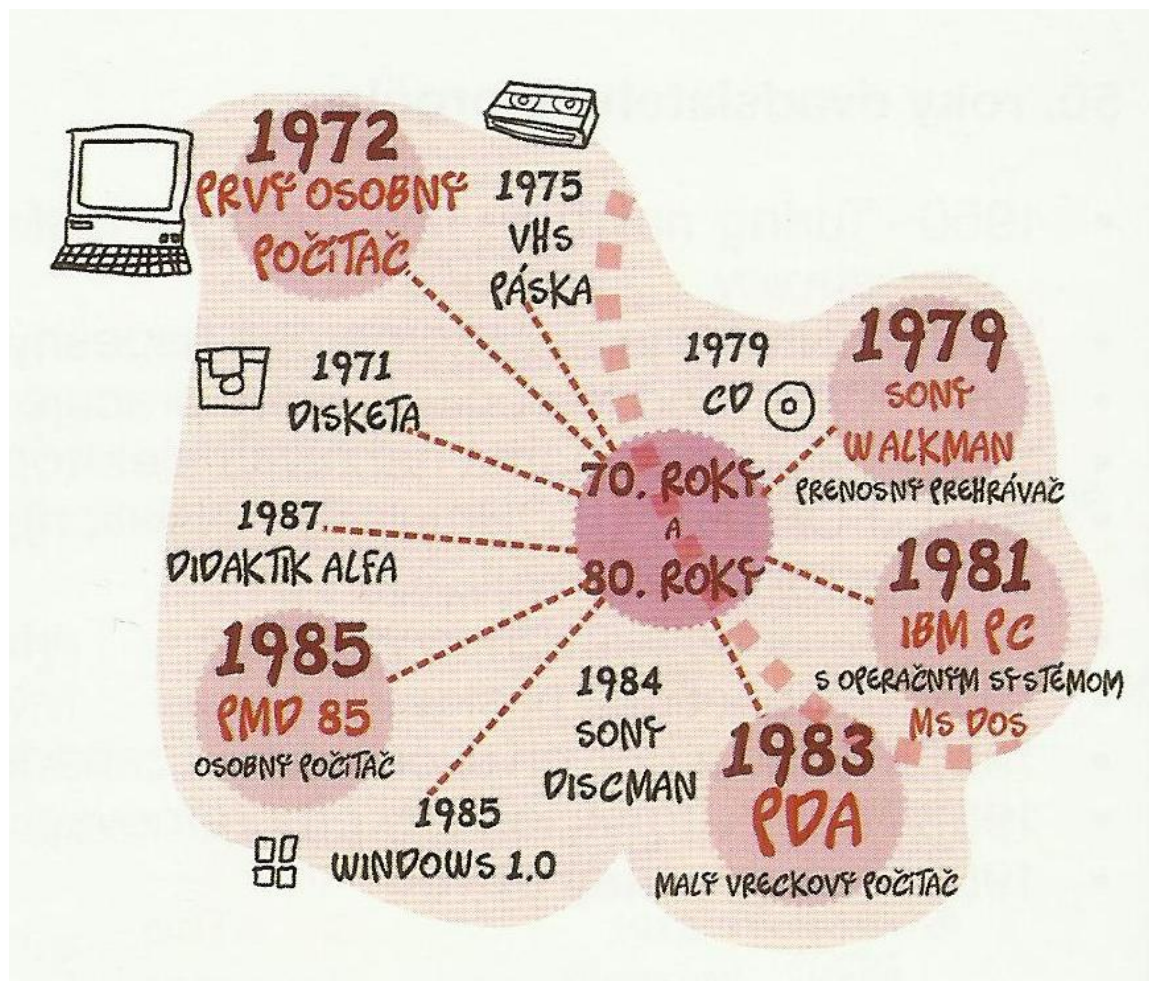 1972
PRVÝ OSOBNÝ
POČÍTAČ
1975
VHS
PÁSKA
1971
DISKETA
1979
CD
1979
SONY
WALKMAN
PRENOSNÝ PREHRÁVAČ
70. ROKY
A
80. ROKY
1987
DIDAKTIK ALFA
1981
IBM PC
S OPERAČNÝM SYSTÉMOM
MS DOS
1985
PMD 85
OSOBNÝ POČÍTAČ
1984
SONY
DISCMAN
1983
PDA
MALÝ VRECKOVÝ POČÍTAČ
1985
WINDOWS 1.0